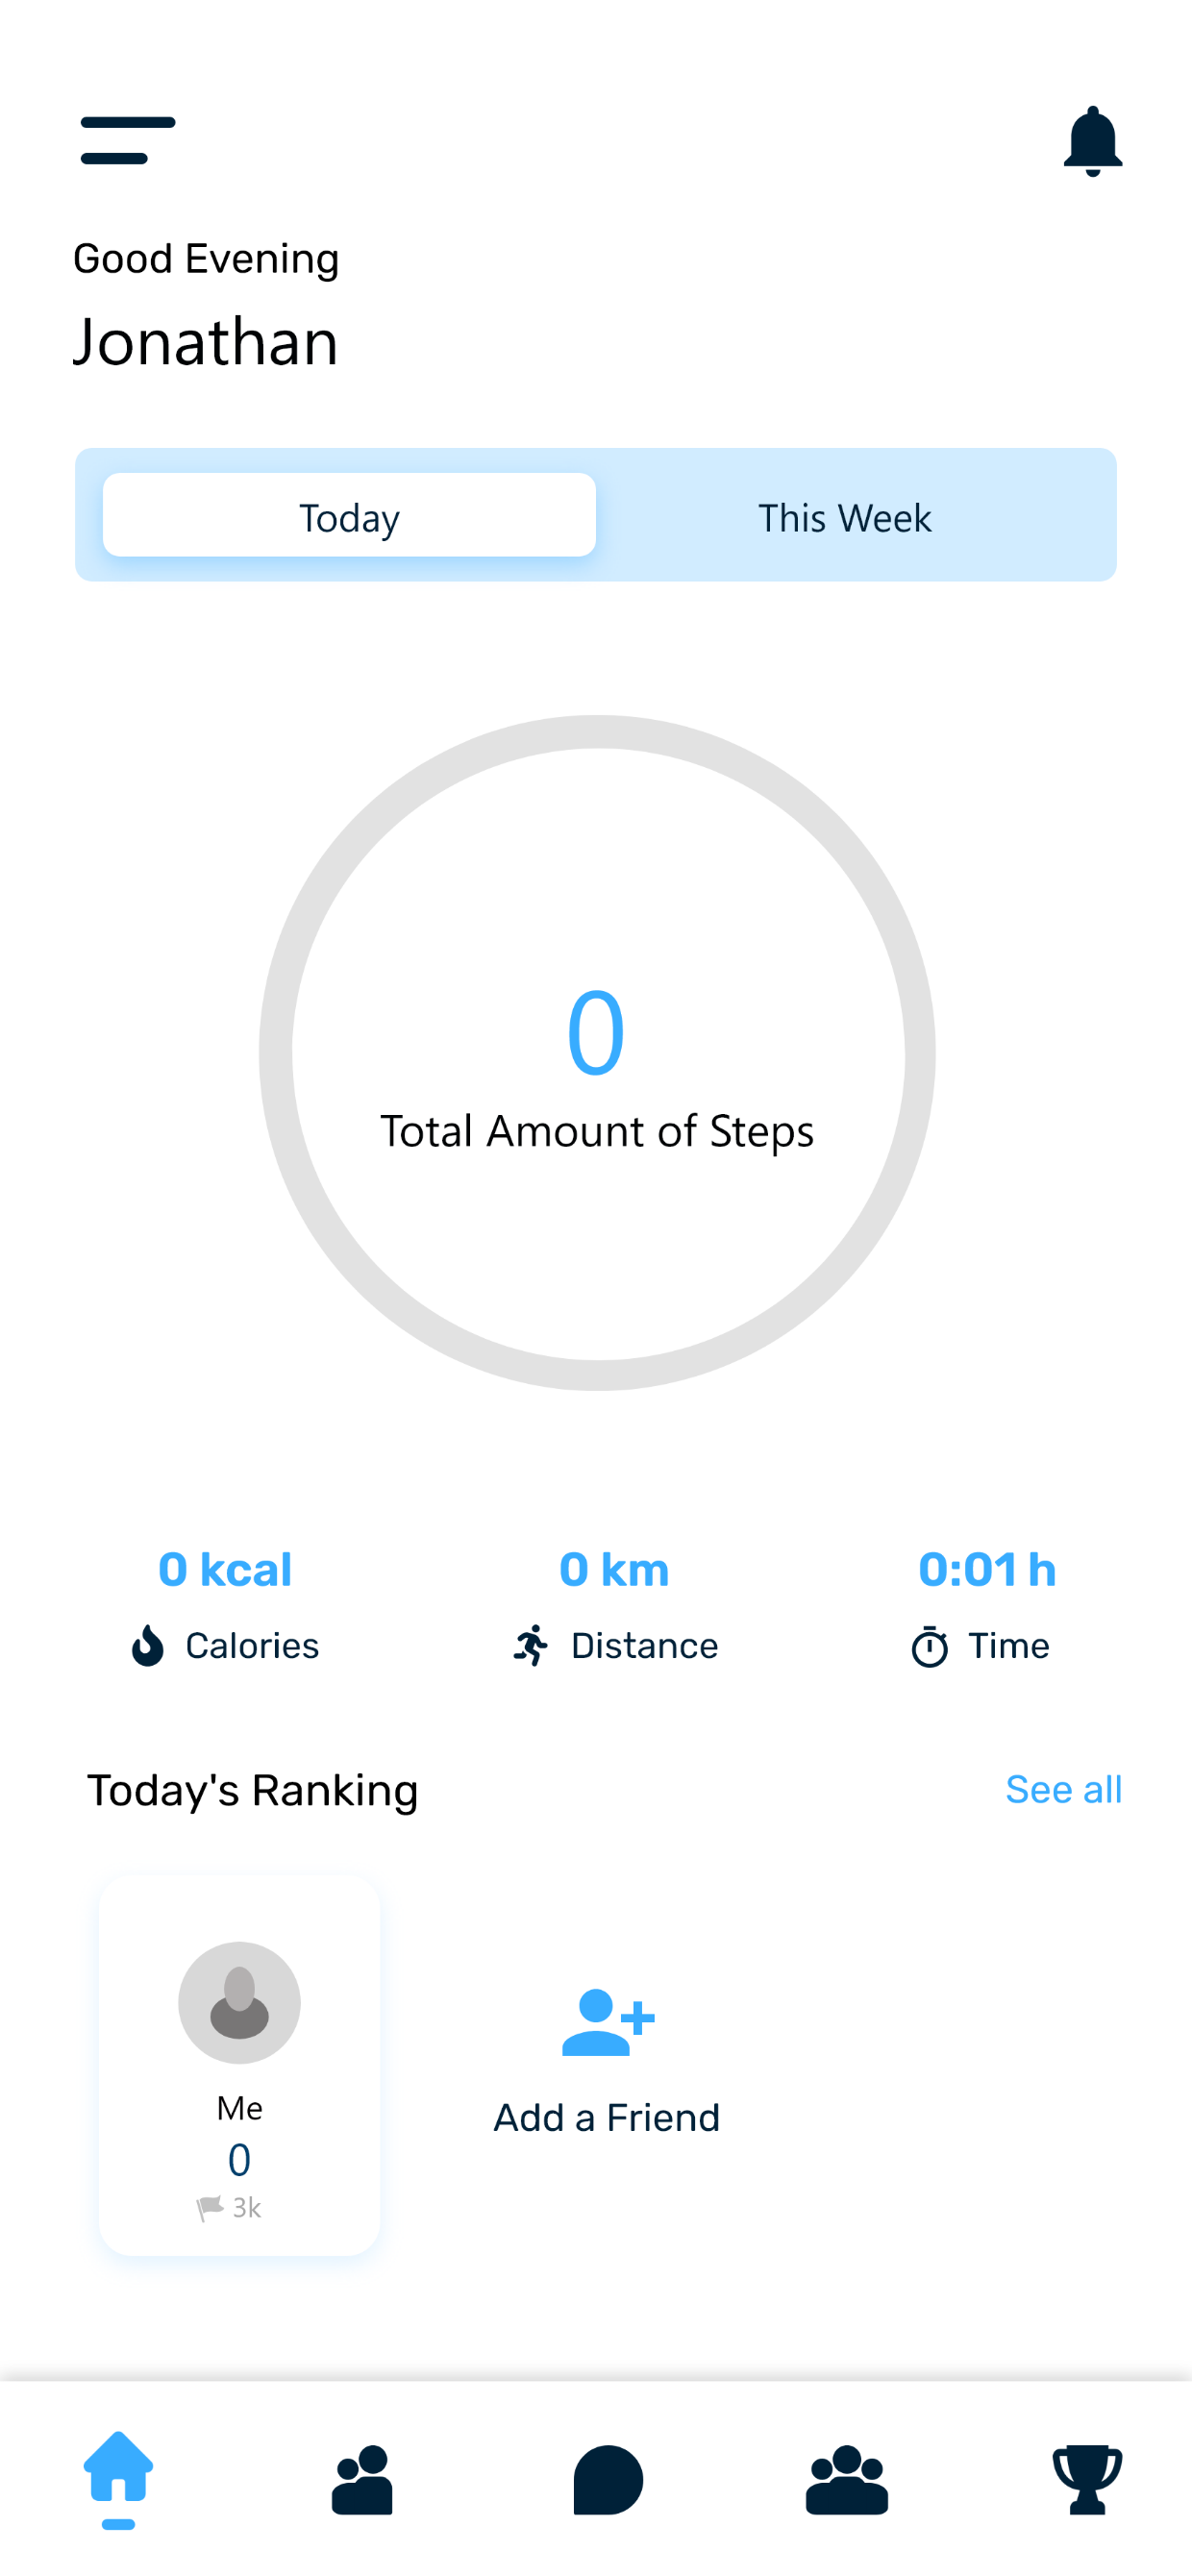 Good Evening
Jonathan
Today
This Week
0
Total Amount of Steps
0 kcal
0 km
0:01 h
Calories
Distance
Time
Today's Ranking
See all
Me
0
3k
Add a Friend